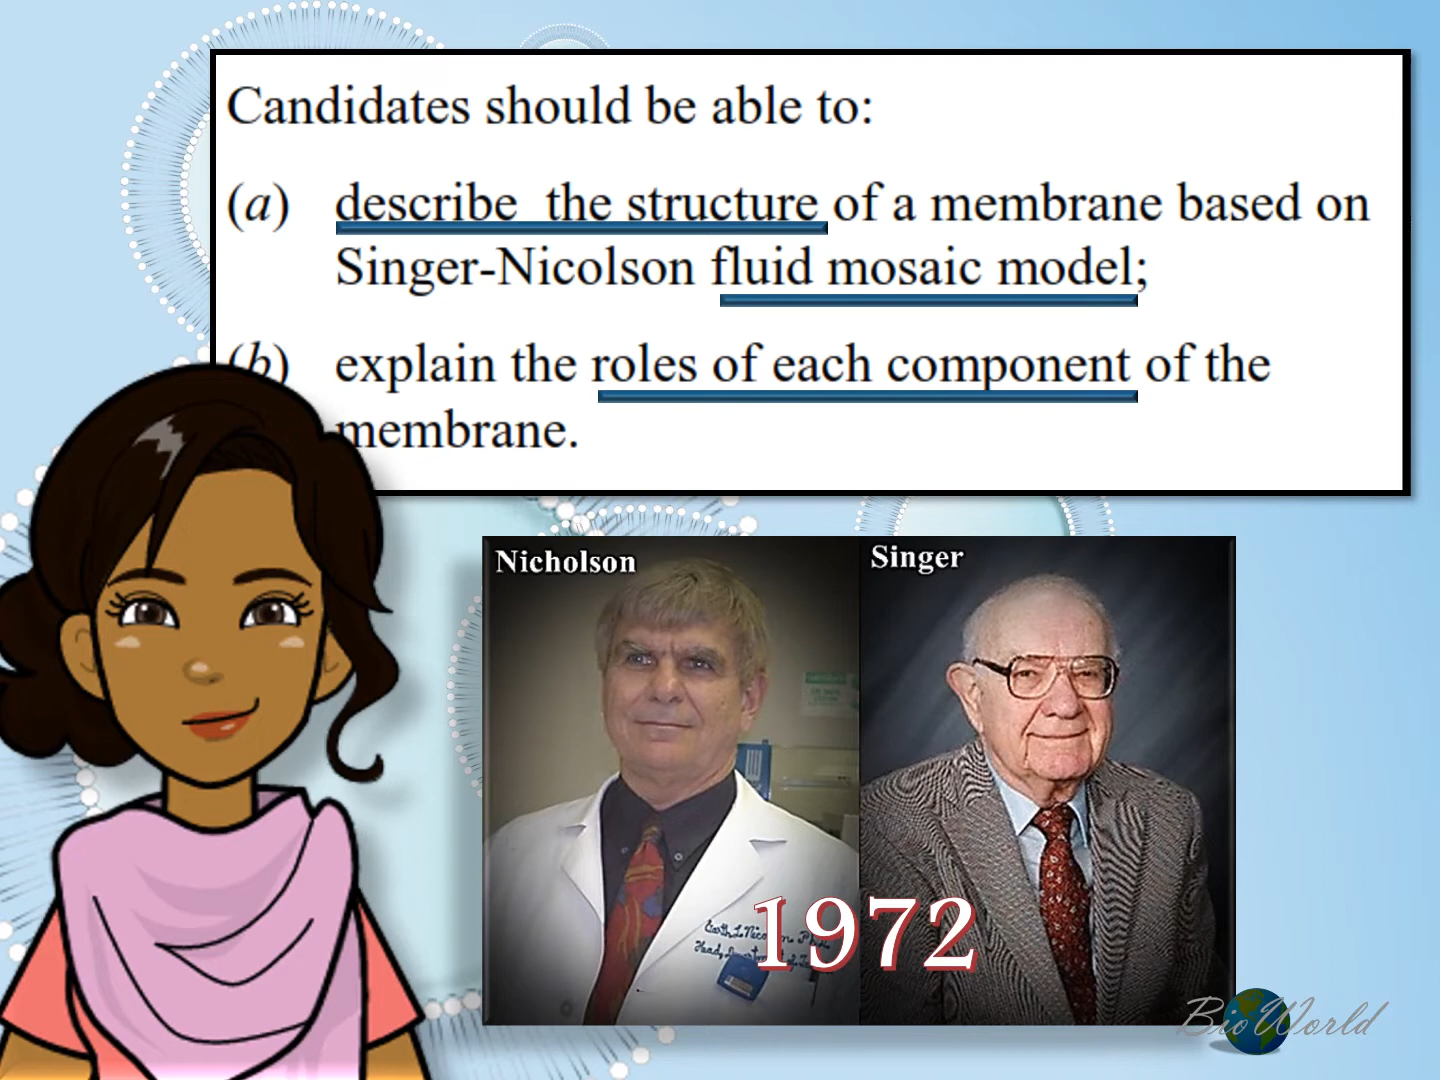 Candidates should be able to:
(a) describe the structure of a membrane based on
Singer-Nicolson fluid mosaic model;
(b) explain the roles of each component of the
membrane.
Nicholson
Singer
1972
BioWorld